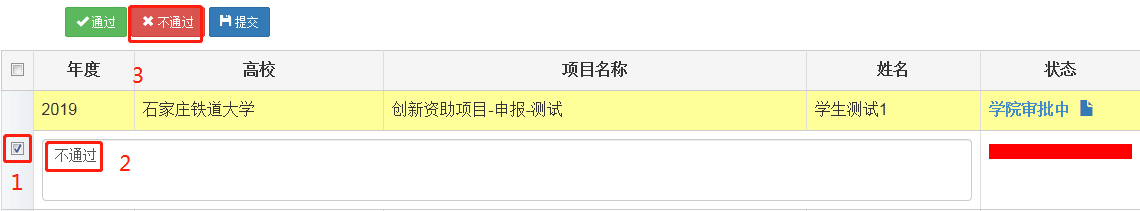 通过 不通过 提交
年度 高校 项目名称 姓名 状态
3
2019 石家庄铁道大学 创新资助项目-申报-测试 学生测试1 学院审批中
不通过 2
1